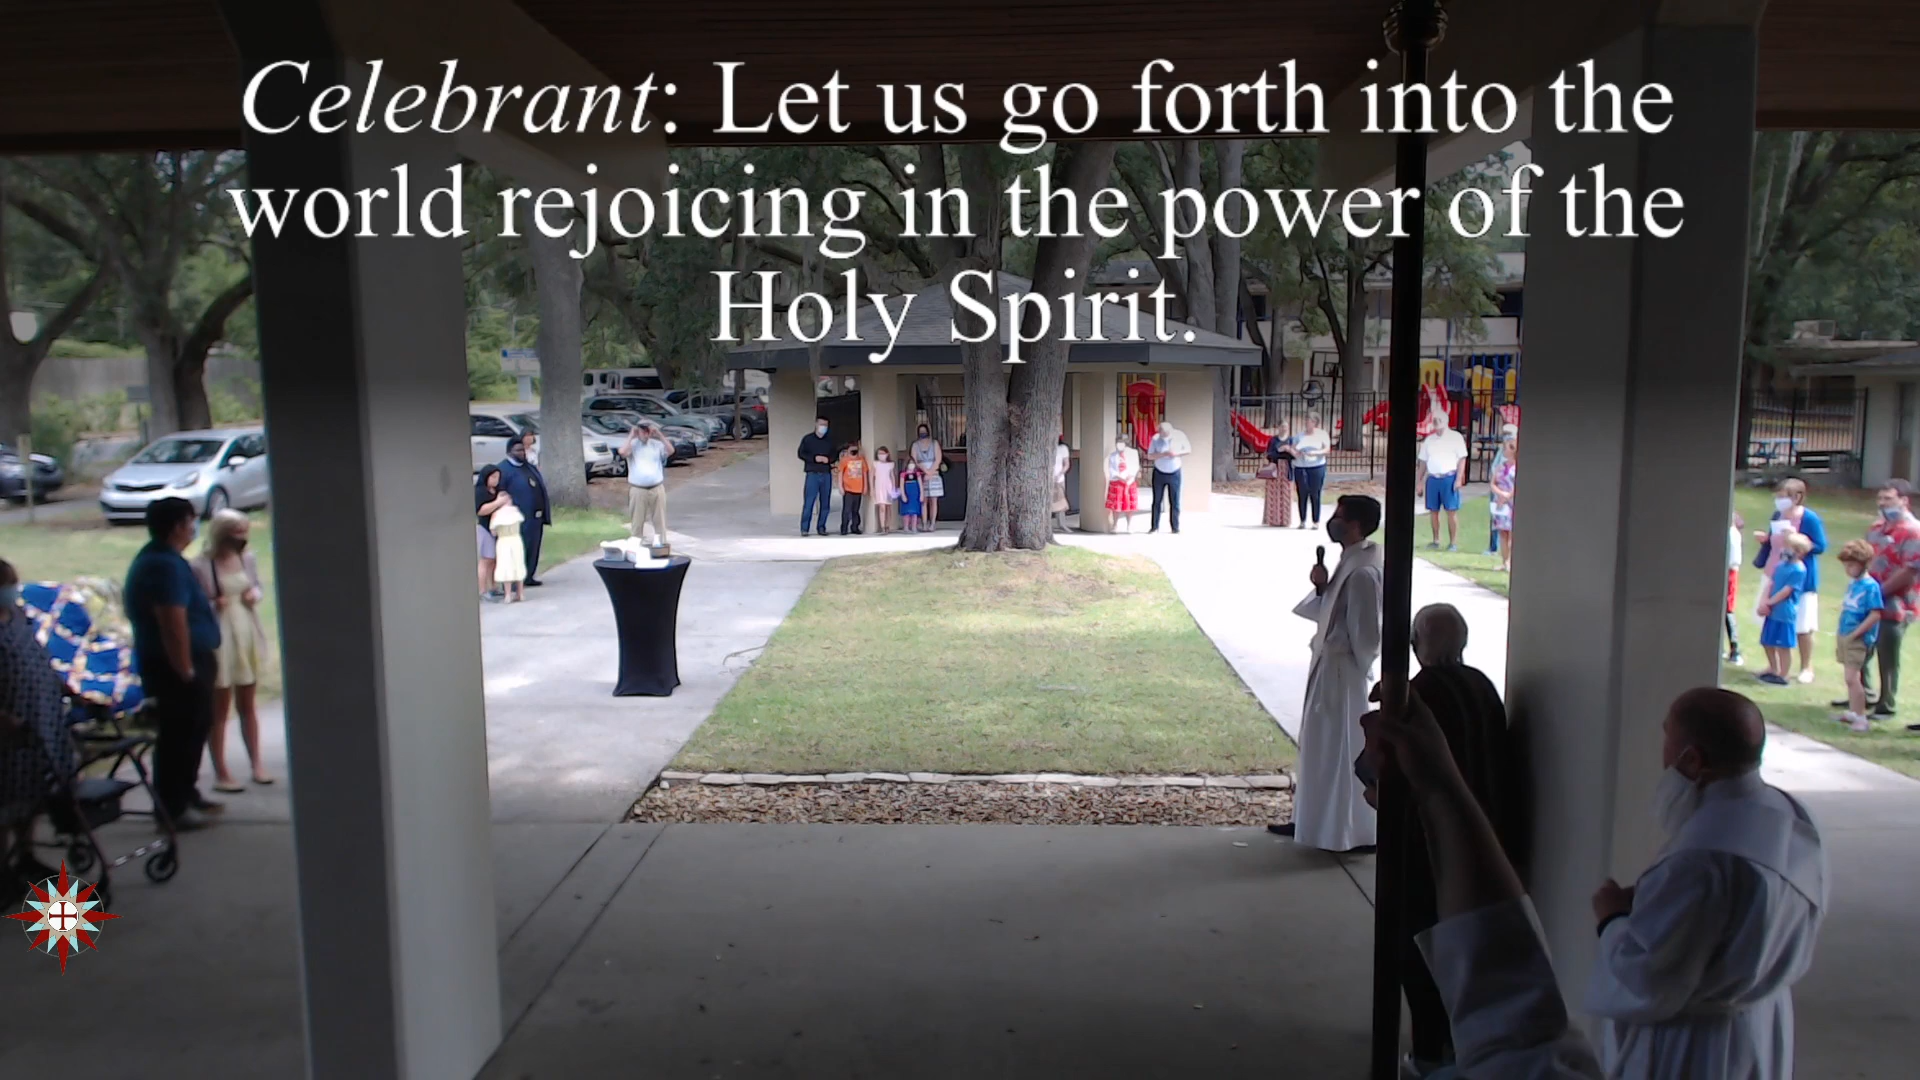 Celebrant: Let us go forth into the
world rejoicing in the power of the
Holy Spirit.